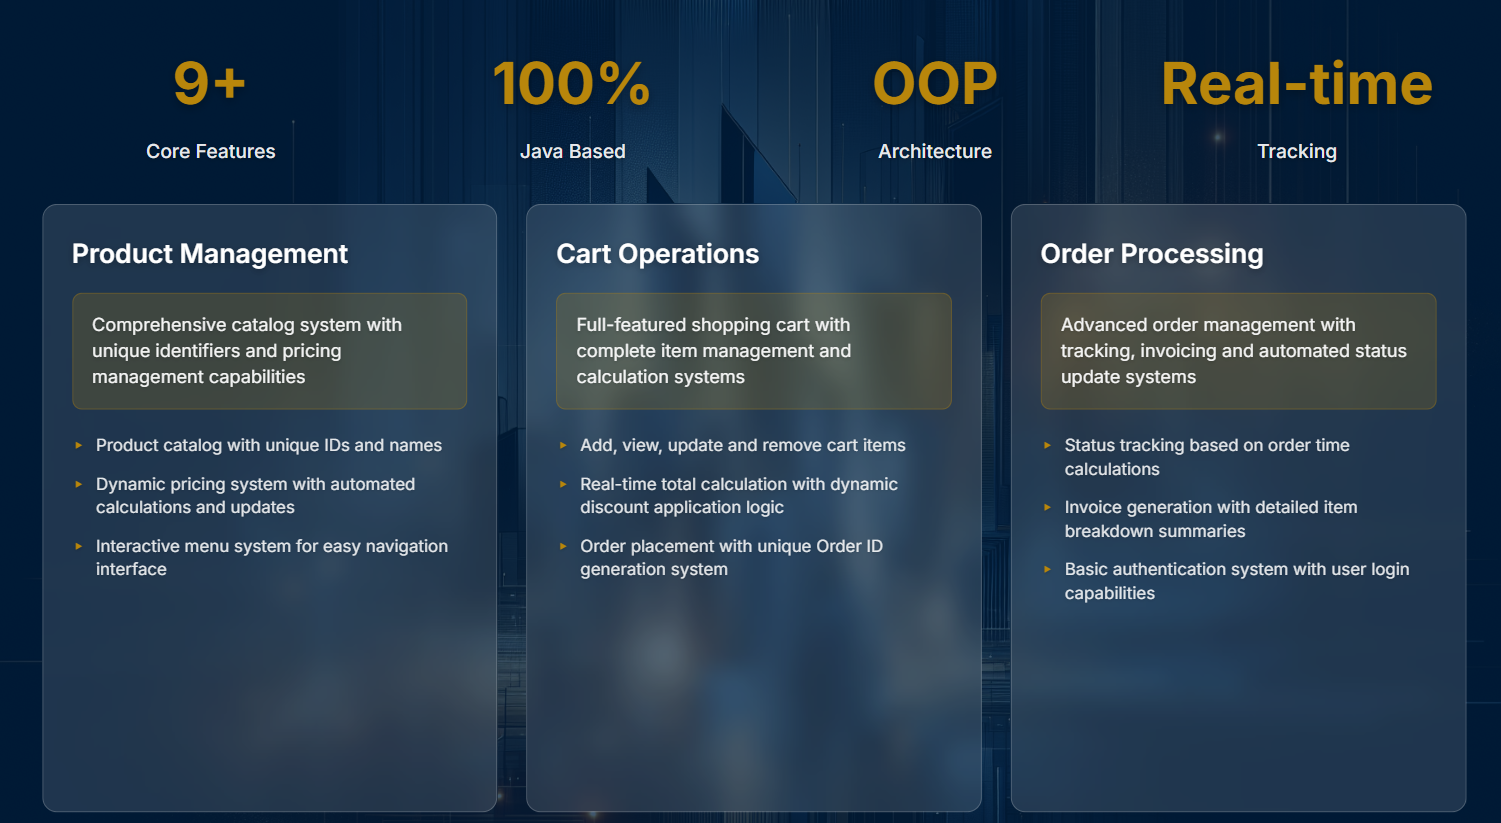 9+
100%
OOP
Real-time
Core Features
Java Based
Architecture
Tracking
Product Management
Comprehensive catalog system with
unique identifiers and pricing
management capabilities
Product catalog with unique IDs and names
Dynamic pricing system with automated
calculations and updates
Interactive menu system for easy navigation
interface
Cart Operations
Full-featured shopping cart with
complete item management and
calculation systems
Add, view, update and remove cart items
Real-time total calculation with dynamic
discount application logic
Order placement with unique Order ID
generation system
Order Processing
Advanced order management with
tracking, invoicing and automated status
update systems
Status tracking based on order time
calculations
Invoice generation with detailed item
breakdown summaries
Basic authentication system with user login
capabilities